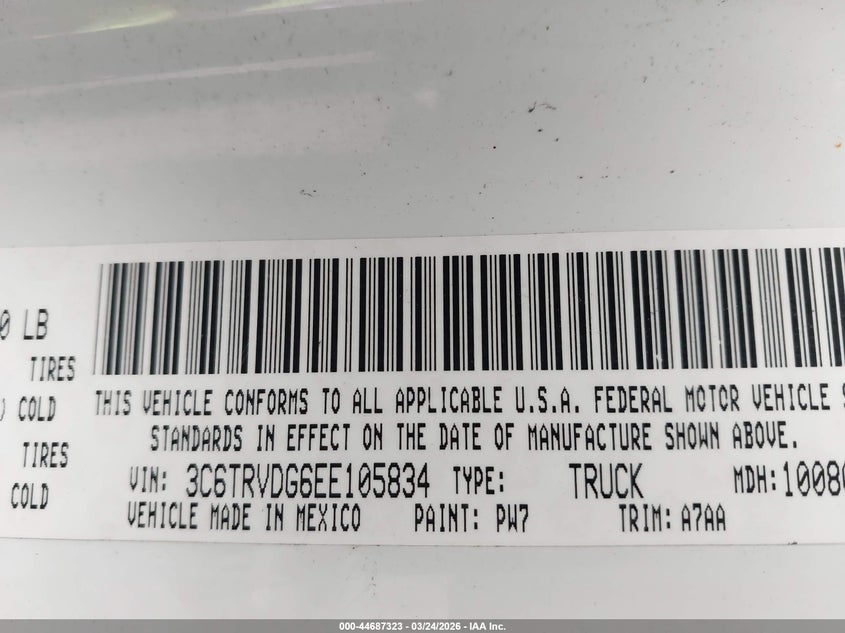 0 LB
TIRES
COLD
TIRES
COLD
THIS VEHICLE CONFORMS TO ALL APPLICABLE U.S.A. FEDERAL MOTOR VEHICLE S
STANDARDS IN EFFECT ON THE DATE OF MANUFACTURE SHOWN ABOVE.
VIN: 3C6TRVDG6EE105834 TYPE: TRUCK MDH: 10080
VEHICLE MADE IN MEXICO PAINT: PW7 TRIM: A7AA
000-44687323 | 03/24/2026 - IAA Inc.